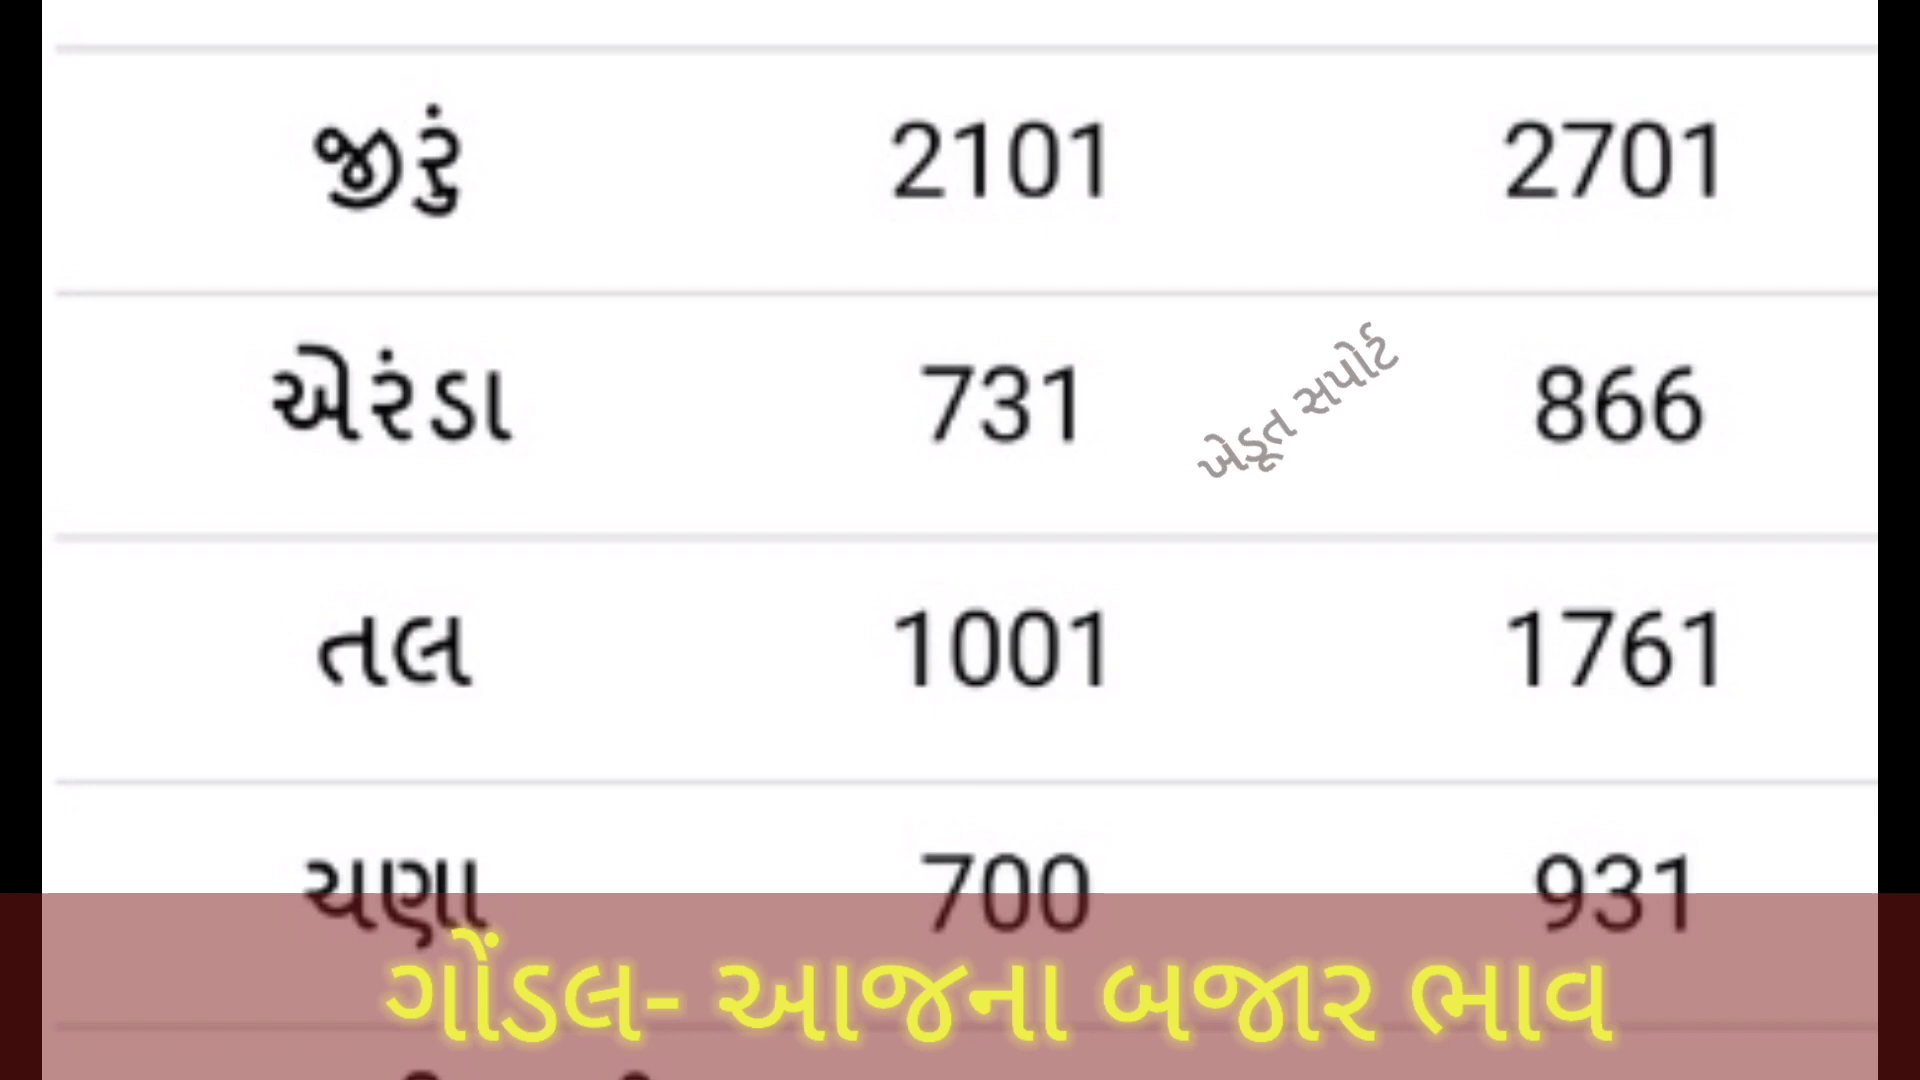 જીરું 2101 2701
એરંડા 731 866
ખેડૂત સપોર્ટ
તલ 1001 1761
ચણા 700 931
ગોંડલ- આજના બજાર ભાવ